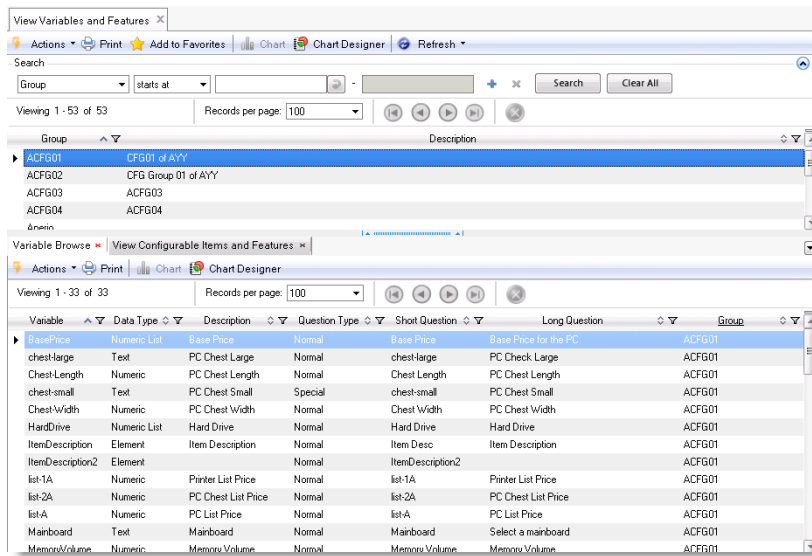 View Variables and Features
Actions Print Add to Favorites Chart Chart Designer Refresh
Search
Group starts at - Search Clear All
Viewing 1 - 53 of 53 Records per page: 100
Group Description
ACFG01 CFG01 of AYY
ACFG02 CFG Group 01 of AYY
ACFG03 ACFG03
ACFG04 ACFG04
Aperio
Variable Browse View Configurable Items and Features
Actions Print Chart Chart Designer
Viewing 1 - 33 of 33 Records per page: 100
Variable Data Type Description Question Type Short Question Long Question Group
BasePrice Numeric List Base Price Normal Base Price Base Price for the PC ACFG01
chest-large Text PC Chest Large Normal chest-large PC Check Large ACFG01
Chest-Length Numeric PC Chest Length Normal Chest Length PC Chest Length ACFG01
chest-small Text PC Chest Small Special chest-small PC Chest Small ACFG01
Chest-Width Numeric PC Chest Width Normal Chest Width PC Chest Width ACFG01
HardDrive Numeric List Hard Drive Normal Hard Drive Hard Drive ACFG01
ItemDescription Element Item Description Normal Item Desc Item Description ACFG01
ItemDescription2 Element Normal ItemDescription2 ACFG01
list-1A Numeric Printer List Price Normal list-1A Printer List Price ACFG01
list-2A Numeric PC Chest List Price Normal list-2A PC Chest List Price ACFG01
list-A Numeric PC List Price Normal list-A PC List Price ACFG01
Mainboard Text Mainboard Normal Mainboard Select a mainboard ACFG01
MemoryVolume Numeric Memory Volume Normal Memory Volume Memory Volume ACFG01